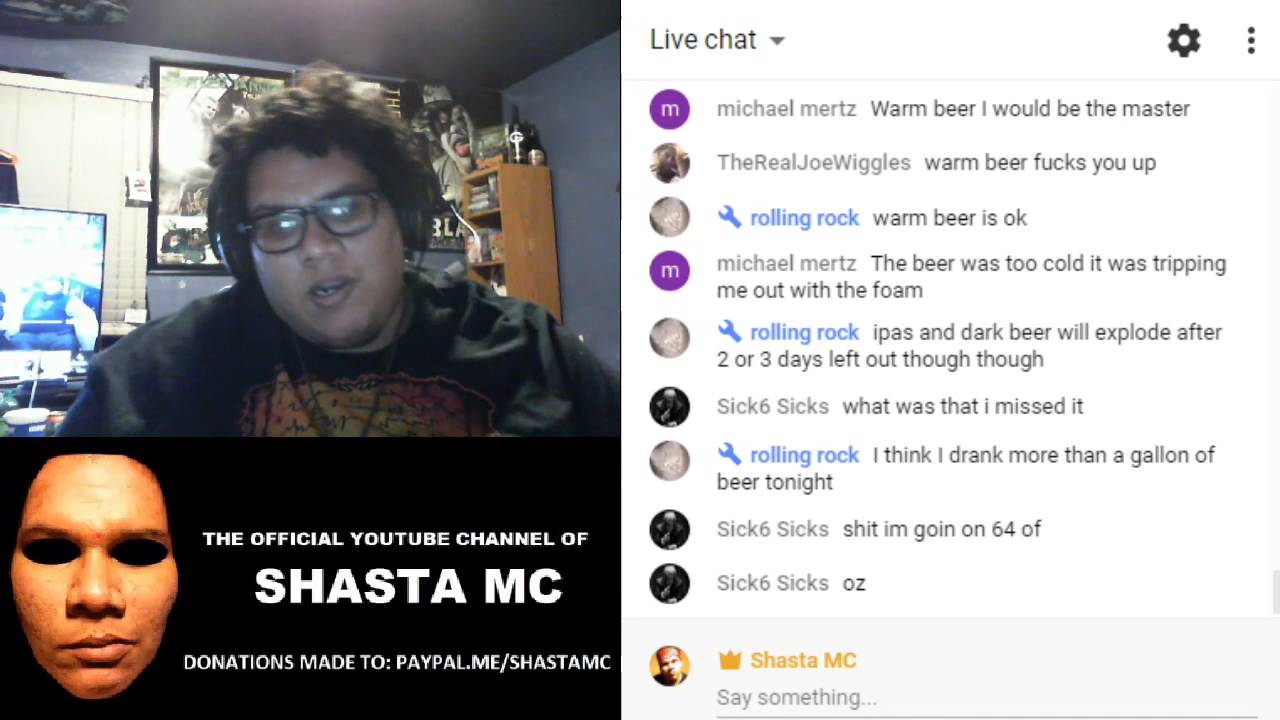 Live chat
michael mertz Warm beer I would be the master
TheRealJoeWiggles warm beer fucks you up
rolling rock warm beer is ok
michael mertz The beer was too cold it was tripping
me out with the foam
rolling rock ipas and dark beer will explode after
2 or 3 days left out though though
Sick6 Sicks what was that i missed it
rolling rock I think I drank more than a gallon of
beer tonight
Sick6 Sicks shit im goin on 64 of
Sick6 Sicks oz
Shasta MC
Say something...
THE OFFICIAL YOUTUBE CHANNEL OF
SHASTA MC
DONATIONS MADE TO: PAYPAL.ME/SHASTAMC
m
m
BLA
G